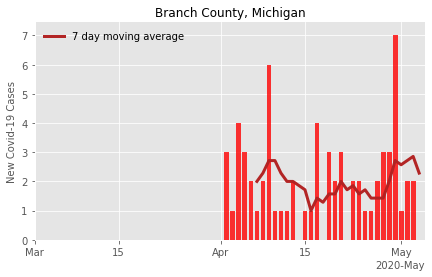 Branch County, Michigan
7 day moving average
New Covid-19 Cases
7
6
5
4
3
2
1
0
Mar 15 Apr 15 May
2020-May